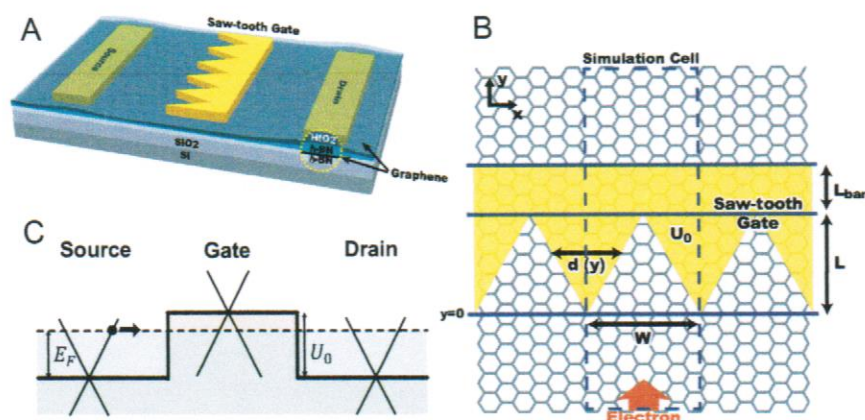 A
Saw-tooth Gate
Source
Drain
HfO2
h-BN
h-BN
SiO2
Si
Graphene
B
Simulation Cell
y
x
L_bar
Saw-tooth
Gate
U₀
d (y)
L
y=0
W
Electron
C
Source
Gate
Drain
E_F
U₀